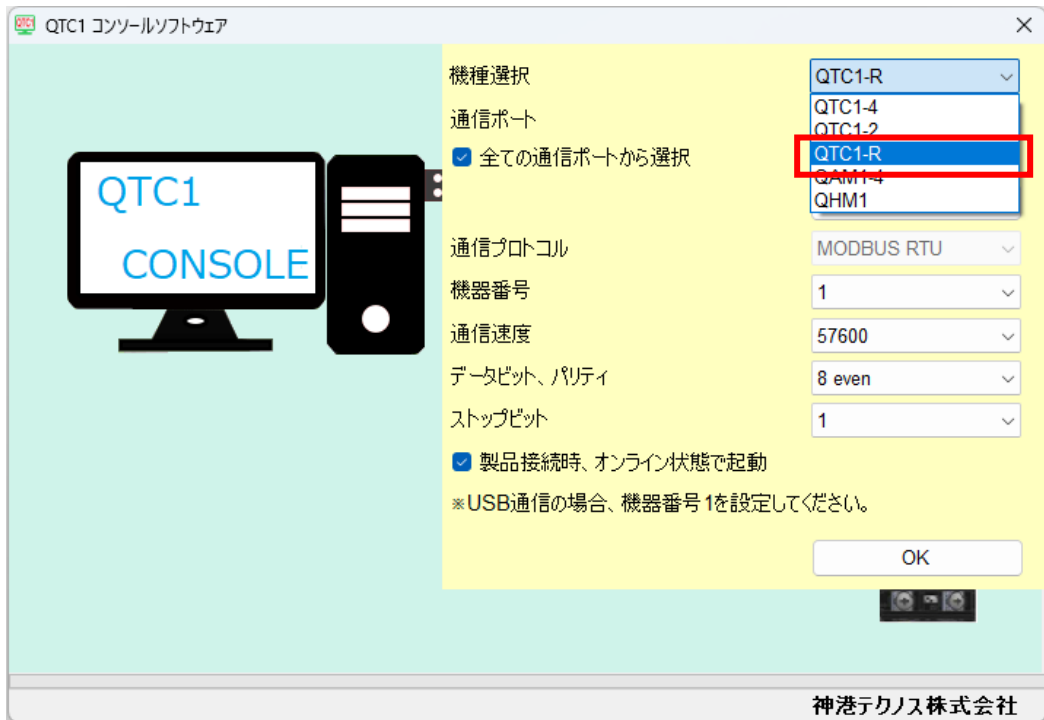 QTC1 コンソールソフトウェア
QTC1
CONSOLE
機種選択
QTC1-R
QTC1-4
QTC1-2
QTC1-R
QAM1-4
QHM1
通信ポート
全ての通信ポートから選択
通信プロトコル
MODBUS RTU
機器番号
1
通信速度
57600
データビット、パリティ
8 even
ストップビット
1
製品接続時、オンライン状態で起動
※USB通信の場合、機器番号1を設定してください。
OK
神港テクノス株式会社